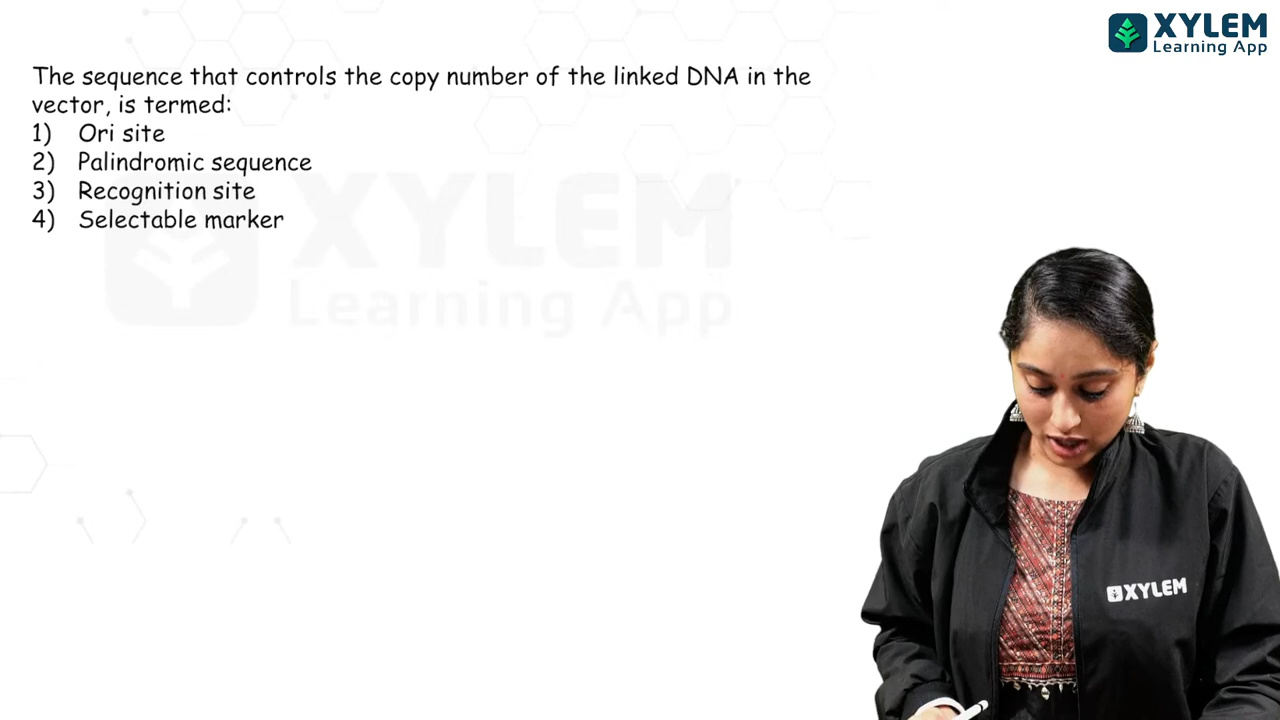 XYLEM
Learning App
The sequence that controls the copy number of the linked DNA in the
vector, is termed:
1) Ori site
2) Palindromic sequence
3) Recognition site
4) Selectable marker
XYLEM
Learning App
XYLEM